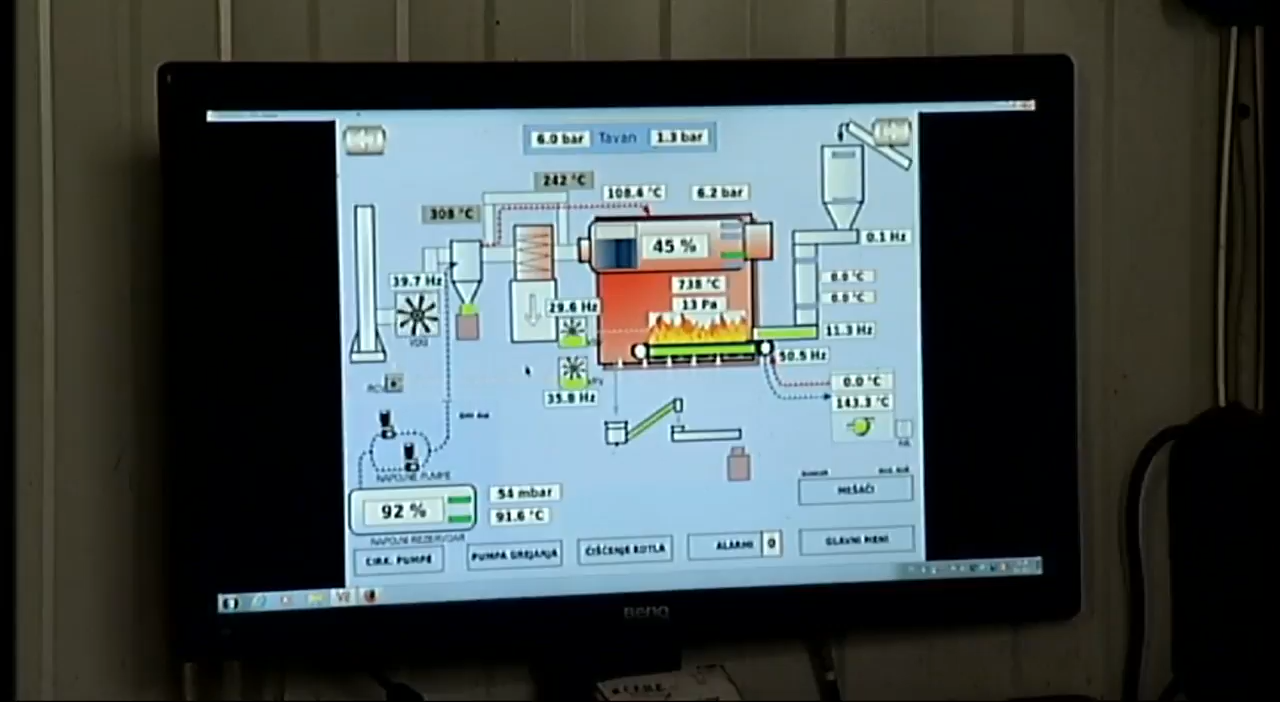 6.0 bar Tavan 1.3 bar
242 °C
108.4 °C 6.2 bar
308 °C
45 %
0.1 Hz
39.7 Hz
738 °C
0.0 °C
13 Pa
0.0 °C
29.6 Hz
11.3 Hz
50.5 Hz
0.0 °C
35.8 Hz
143.3 °C
NAPOJNE PUMPE
92 %
54 mbar
91.6 °C
MEŠAČI
NAPOJNI REZERVOAR
CIRK. PUMPE
PUMPA GREJANJA
ČIŠĆENJE KOTLA
ALARMI 0
GLAVNI MENI
BenQ